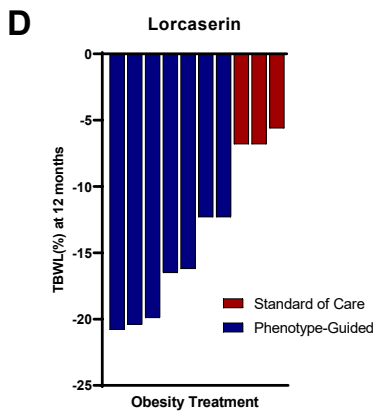 D
Lorcaserin
TBWL(%) at 12 months
0
-5
-10
-15
-20
-25
Standard of Care
Phenotype-Guided
Obesity Treatment